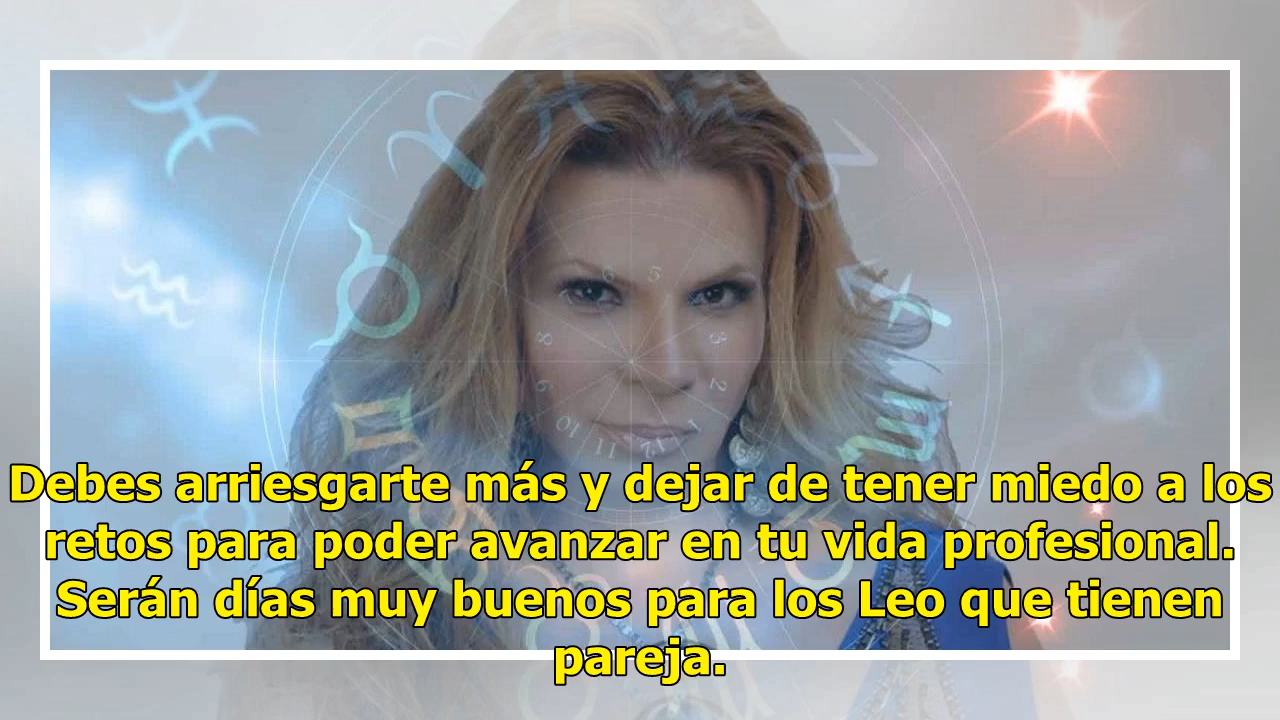 Debes arriesgarte más y dejar de tener miedo a los
retos para poder avanzar en tu vida profesional.
Serán días muy buenos para los Leo que tienen
pareja.